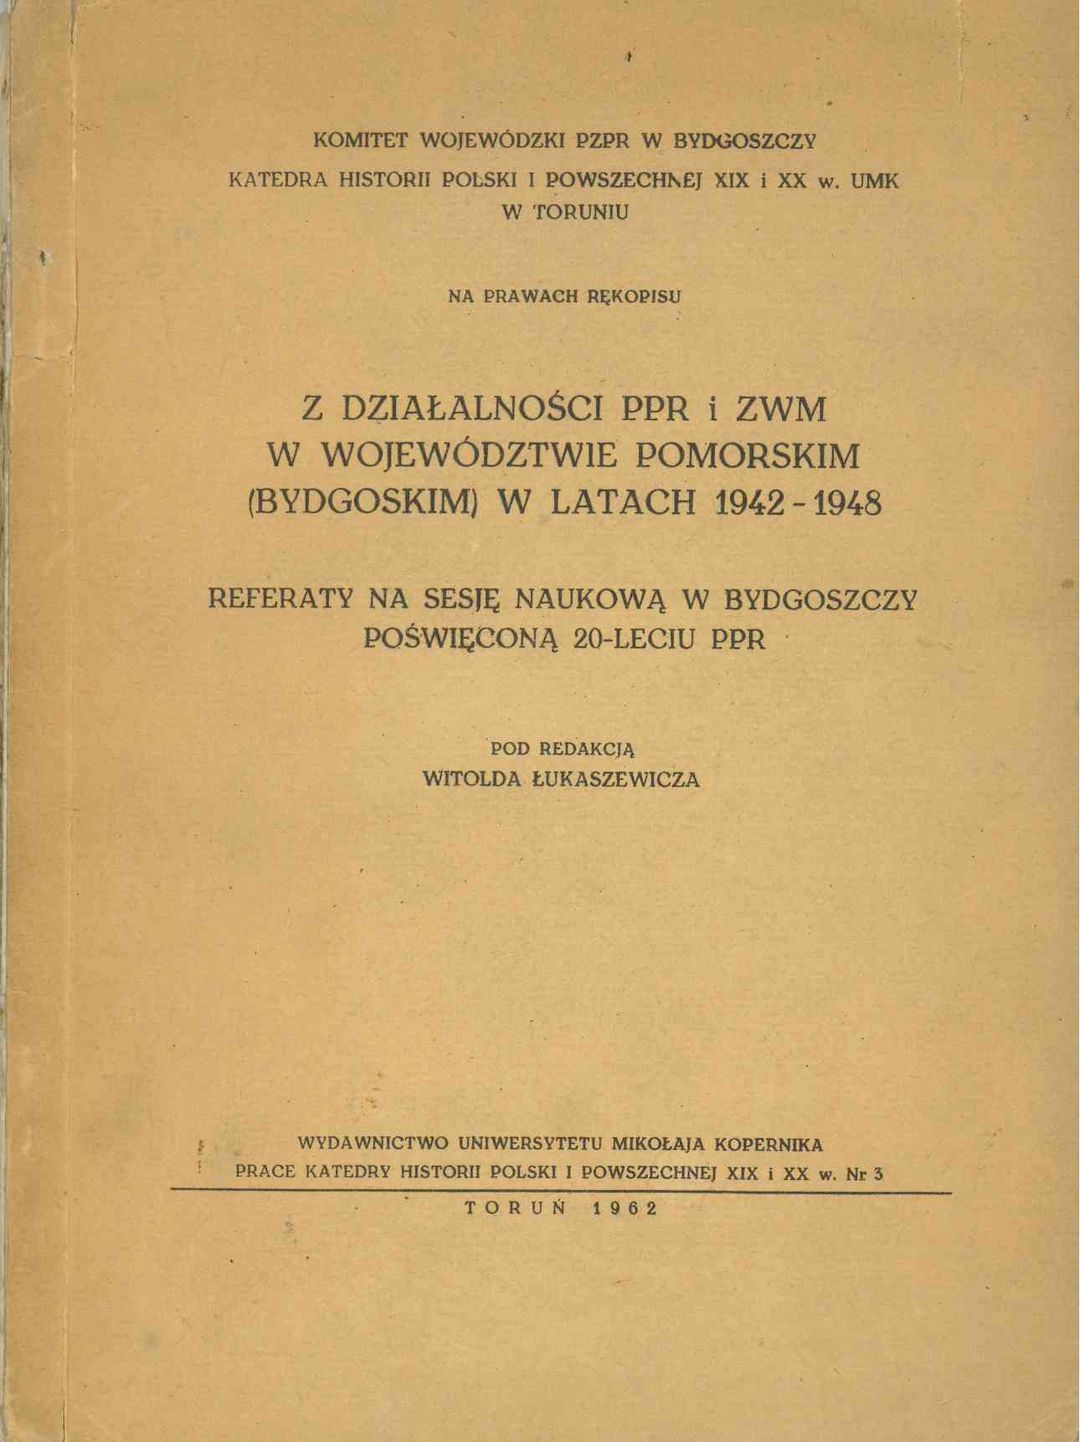 KOMITET WOJEWÓDZKI PZPR W BYDGOSZCZY
KATEDRA HISTORII POLSKI I POWSZECHNEJ XIX i XX w. UMK
W TORUNIU
NA PRAWACH RĘKOPISU
Z DZIAŁALNOŚCI PPR i ZWM
W WOJEWÓDZTWIE POMORSKIM
(BYDGOSKIM) W LATACH 1942-1948
REFERATY NA SESJĘ NAUKOWĄ W BYDGOSZCZY
POŚWIĘCONĄ 20-LECIU PPR
POD REDAKCJĄ
WITOLDA ŁUKASZEWICZA
WYDAWNICTWO UNIWERSYTETU MIKOŁAJA KOPERNIKA
PRACE KATEDRY HISTORII POLSKI I POWSZECHNEJ XIX i XX w. Nr 3
TORUŃ 1962